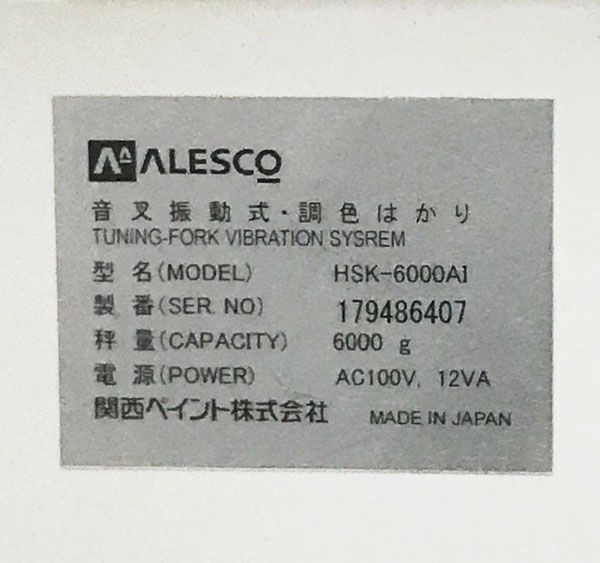 ALESCO
音叉振動式・調色はかり
TUNING-FORK VIBRATION SYSREM
型名(MODEL) HSK-6000AI
製番(SER. NO) 179486407
秤量(CAPACITY) 6000 g
電源(POWER) AC100V, 12VA
関西ペイント株式会社 MADE IN JAPAN